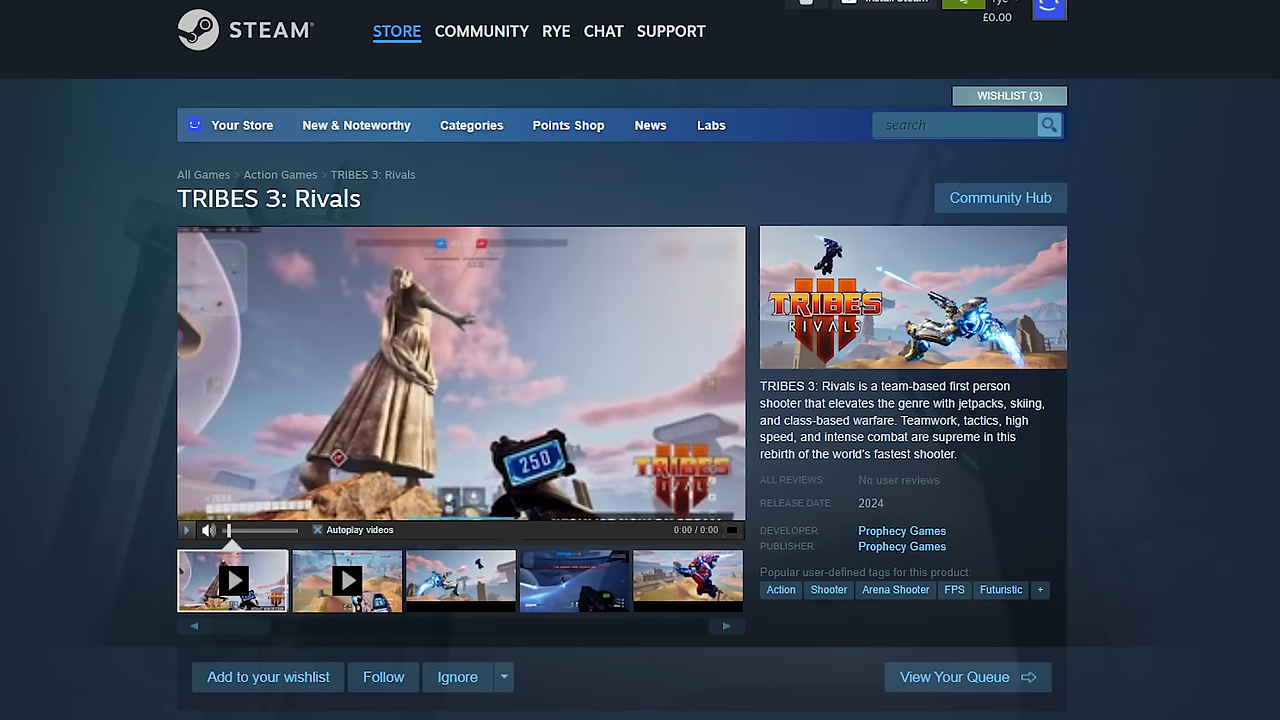 Install Steam
Rye
£0.00
STEAM®
STORE COMMUNITY RYE CHAT SUPPORT
WISHLIST (3)
Your Store New & Noteworthy Categories Points Shop News Labs
search
All Games > Action Games > TRIBES 3: Rivals
TRIBES 3: Rivals
Community Hub
TRIBES
RIVALS
250
TRIBES
TRIBES 3: Rivals is a team-based first person
shooter that elevates the genre with jetpacks, skiing,
and class-based warfare. Teamwork, tactics, high
speed, and intense combat are supreme in this
rebirth of the world's fastest shooter.
ALL REVIEWS: No user reviews
RELEASE DATE: 2024
DEVELOPER: Prophecy Games
PUBLISHER: Prophecy Games
Popular user-defined tags for this product:
Action Shooter Arena Shooter FPS Futuristic +
Autoplay videos
0:00 / 0:00
Add to your wishlist Follow Ignore
View Your Queue